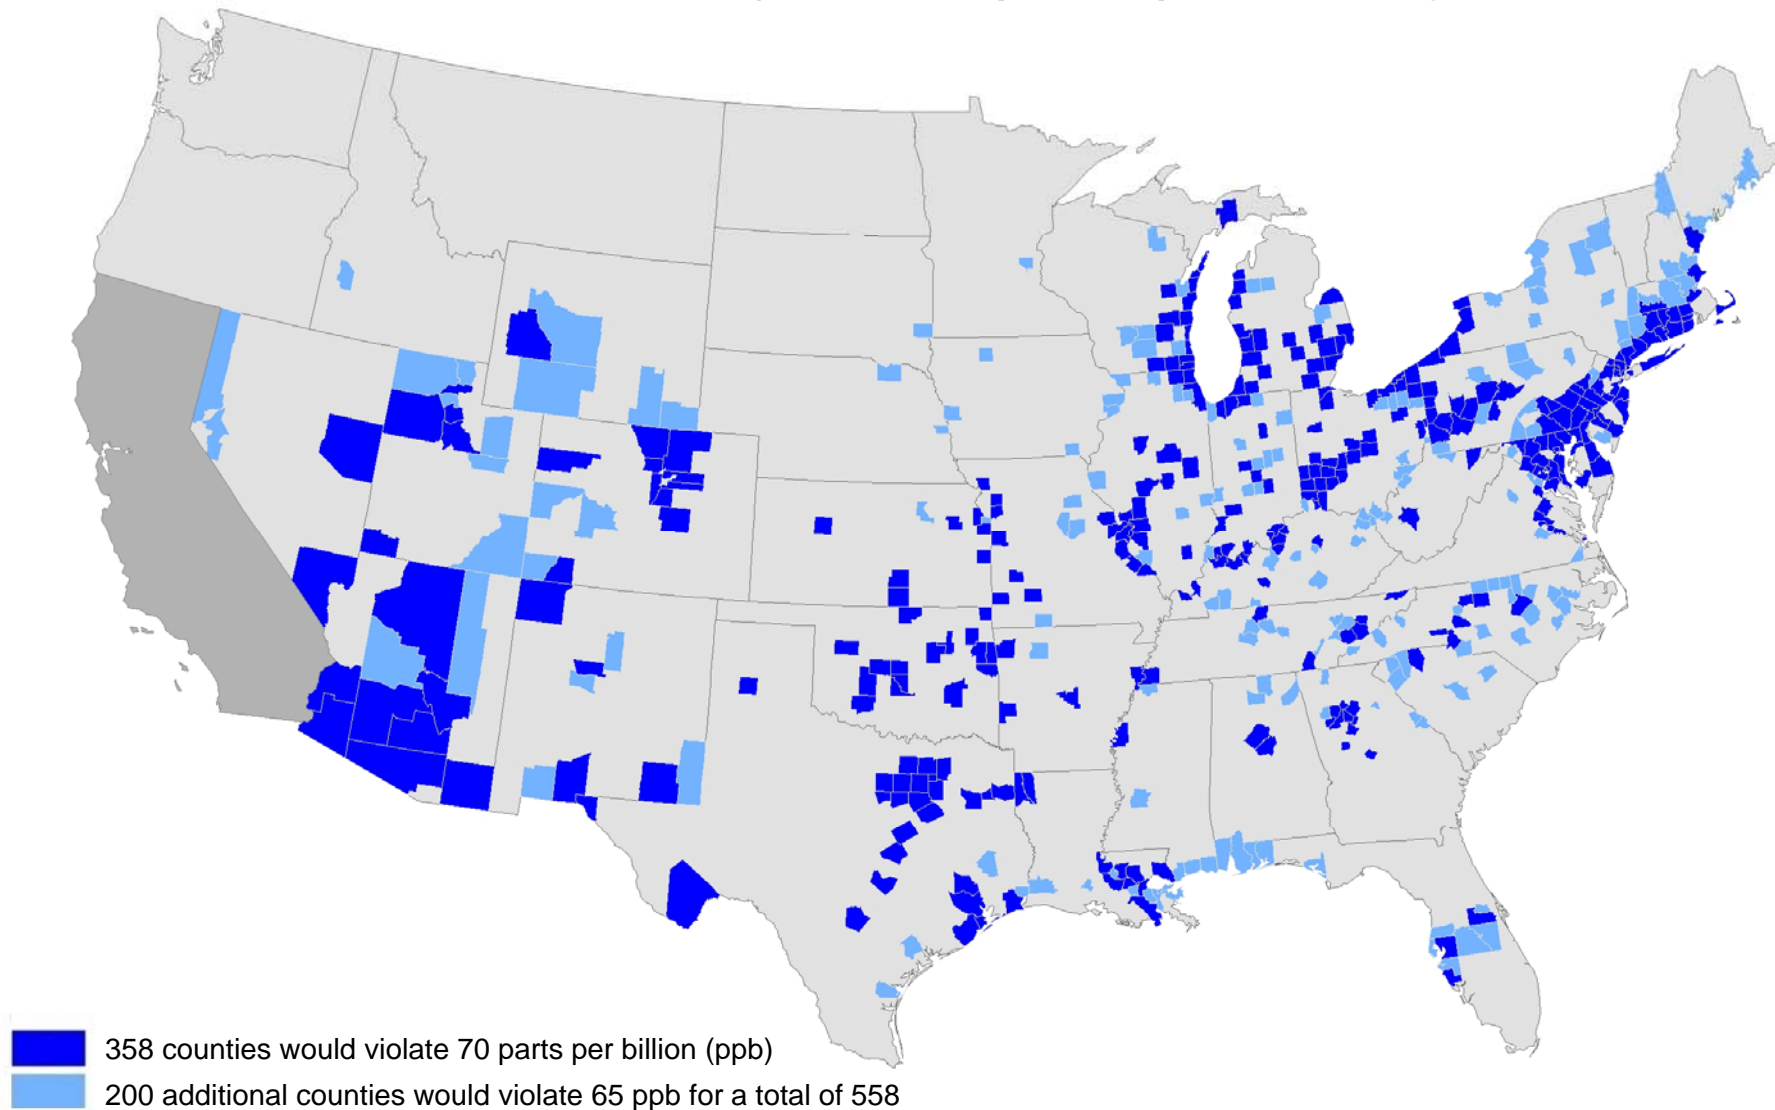 358 counties would violate 70 parts per billion (ppb)
200 additional counties would violate 65 ppb for a total of 558